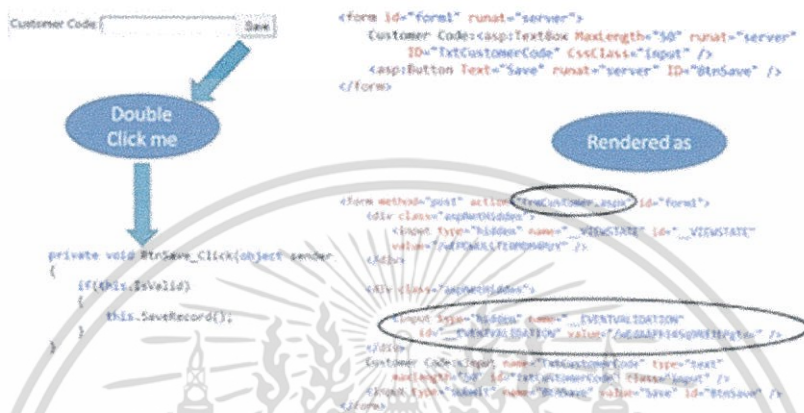 Customer Code: Save
Double
Click me
private void BtnSave_Click(object sender
{
if(this.IsValid)
{
this.SaveRecord();
}
}
<form id="form1" runat="server">
Customer Code:<asp:TextBox MaxLength="50" runat="server"
ID="TxtCustomerCode" CssClass="input" />
<asp:Button Text="Save" runat="server" ID="BtnSave" />
</form>
Rendered as
<form method="post" action="frmCustomer.aspx" id="form1">
<div class="aspNetHidden">
<input type="hidden" name="__VIEWSTATE" id="__VIEWSTATE"
value= />
</div>
<div class="aspNetHidden">
<input type="hidden" name="__EVENTVALIDATION"
id="__EVENTVALIDATION" value= />
</div>
Customer Code:<input name="TxtCustomerCode" type="text"
maxlength="50" id="TxtCustomerCode" class="input" />
<input type="submit" name="BtnSave" value="Save" id="BtnSave" />
</form>